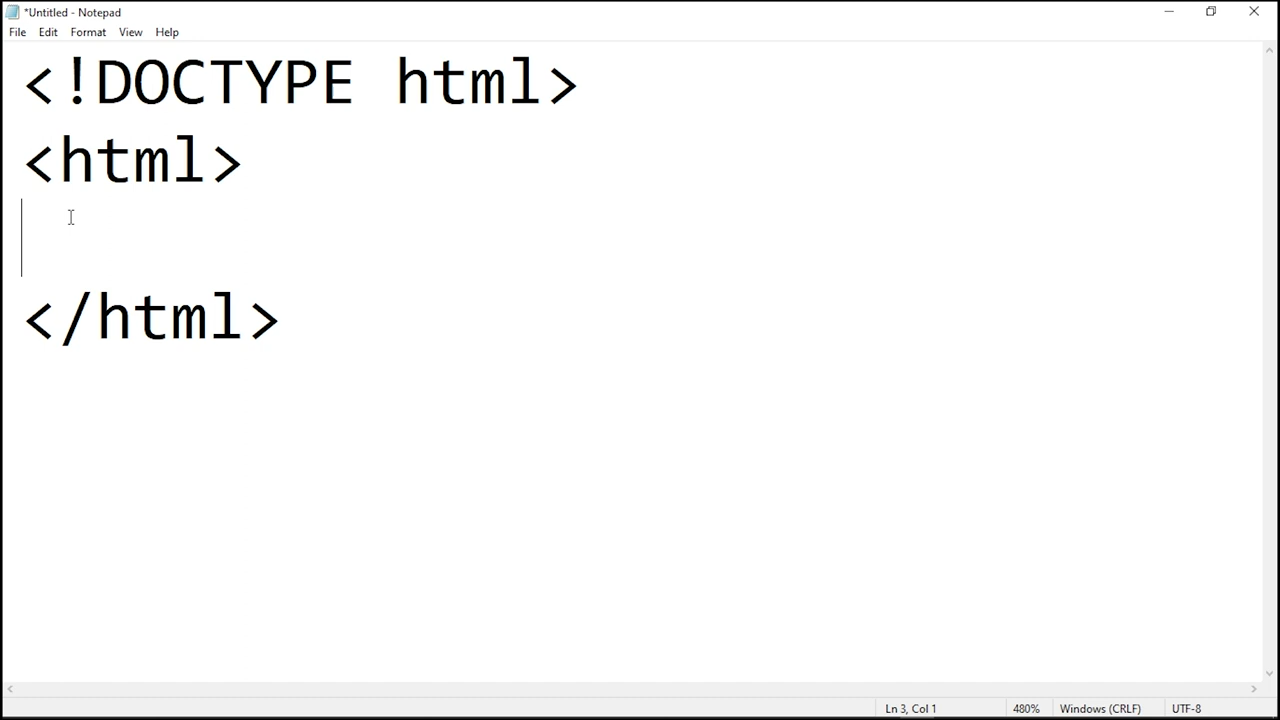 *Untitled - Notepad
File Edit Format View Help
<!DOCTYPE html>
<html>
</html>
Ln 3, Col 1 480% Windows (CRLF) UTF-8